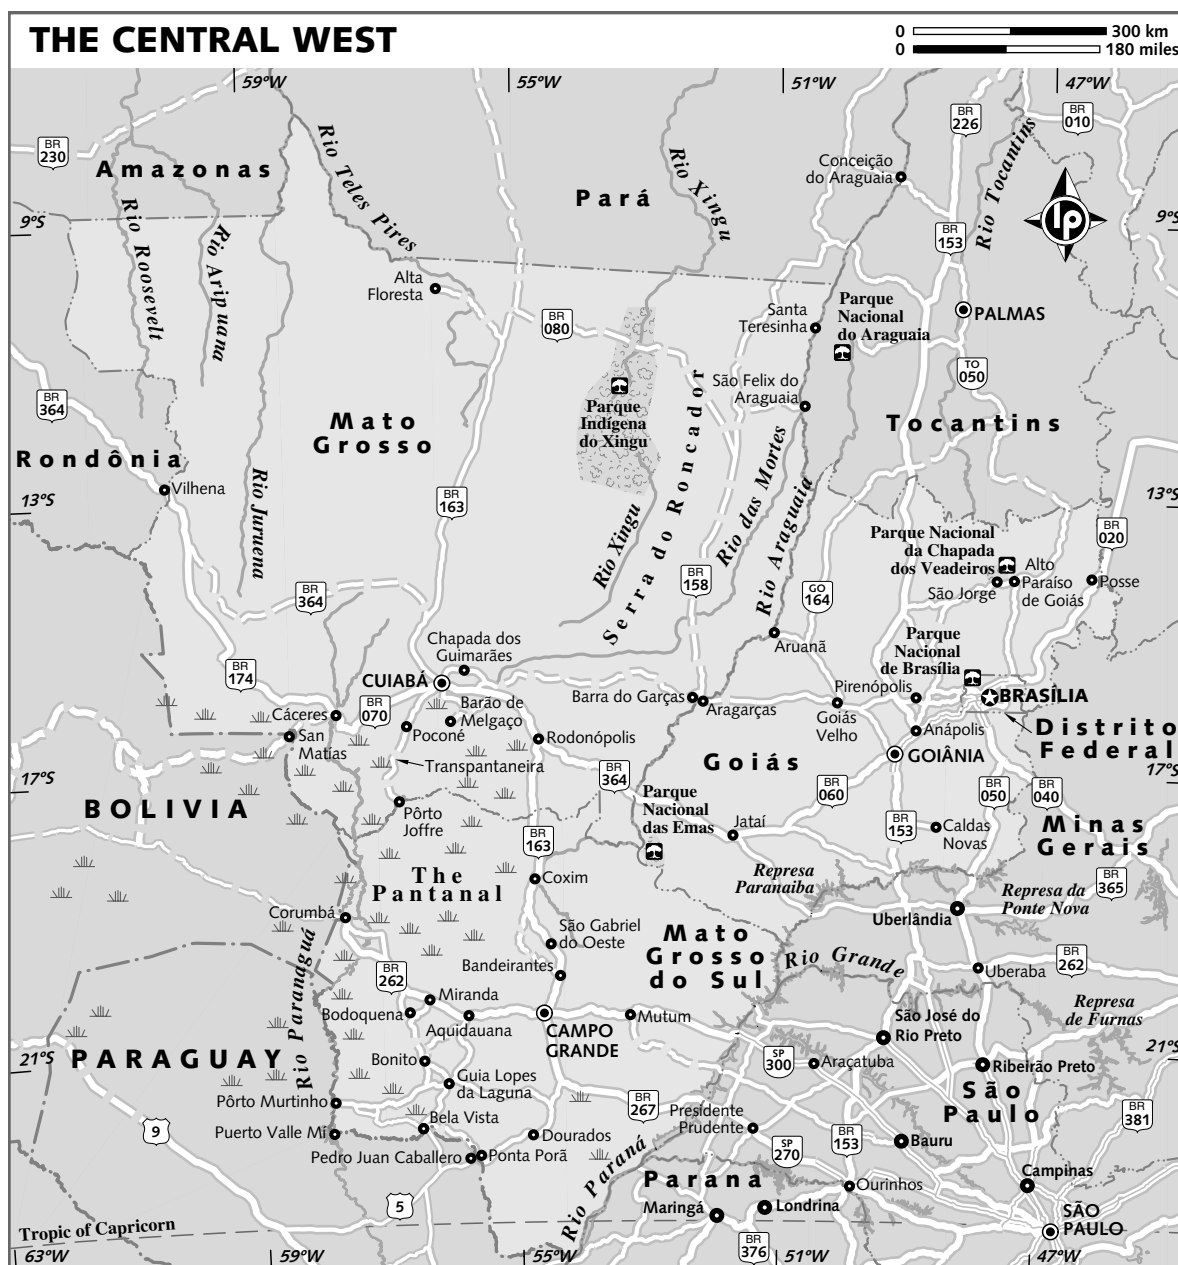 THE CENTRAL WEST
0 300 km
0 180 miles
59ºW
55ºW
51ºW
47ºW
BR
230
BR
226
BR
010
Amazonas
Rio Teles Pires
Rio Xingu
Pará
Conceição
do Araguaia
Rio Tocantins
lp
9ºS
9ºS
BR
153
Rio Roosevelt
Rio Aripuana
Alta
Floresta
BR
080
Santa
Teresinha
Parque
Nacional
do Araguaia
PALMAS
TO
050
BR
364
Parque
Indígena
do Xingu
São Felix do
Araguaia
Mato
Grosso
Tocantins
Rondônia
Vilhena
Rio Juruena
BR
163
Rio Xingu
Serra do Roncador
Rio das Mortes
Rio Araguaia
13ºS
13ºS
BR
020
Parque Nacional
da Chapada
dos Veadeiros
Alto
Paraíso
de Goiás
São Jorge
Posse
BR
364
BR
158
GO
164
Chapada dos
Guimarães
Aruanã
Parque
Nacional
de Brasília
BR
174
CUIABÁ
BR
070
Barão de
Melgaço
Barra do Garças
Aragarças
Pirenópolis
BRASÍLIA
Cáceres
Poconé
Rodonópolis
Goiás
Velho
Anápolis
Distrito
Federal
San
Matías
Transpantaneira
Goiás
GOIÂNIA
17ºS
17ºS
BR
364
BR
060
BR
050
BR
040
BOLIVIA
Pôrto
Joffre
Parque
Nacional
das Emas
Jataí
BR
153
Caldas
Novas
Minas
Gerais
BR
163
The
Pantanal
Coxim
Represa
Paranaiba
Represa da
Ponte Nova
BR
365
Corumbá
São Gabriel
do Oeste
Uberlândia
Mato
Grosso
do Sul
Rio Grande
Bandeirantes
BR
262
Uberaba
BR
262
Rio Paranaguá
Miranda
Bodoquena
Aquidauana
CAMPO
GRANDE
Mutum
São José do
Rio Preto
Represa
de Furnas
21ºS
21ºS
PARAGUAY
Bonito
SP
300
Araçatuba
Ribeirão Preto
Guia Lopes
da Laguna
São
Paulo
Pôrto Murtinho
Bela Vista
BR
267
Presidente
Prudente
BR
381
9
Puerto Valle Mi
Dourados
BR
153
Bauru
Pedro Juan Caballero
Ponta Porã
SP
270
Rio Paraná
Parana
Campinas
Ourinhos
5
Maringá
Londrina
SÃO
PAULO
Tropic of Capricorn
BR
376
63ºW
59ºW
55ºW
51ºW
47ºW